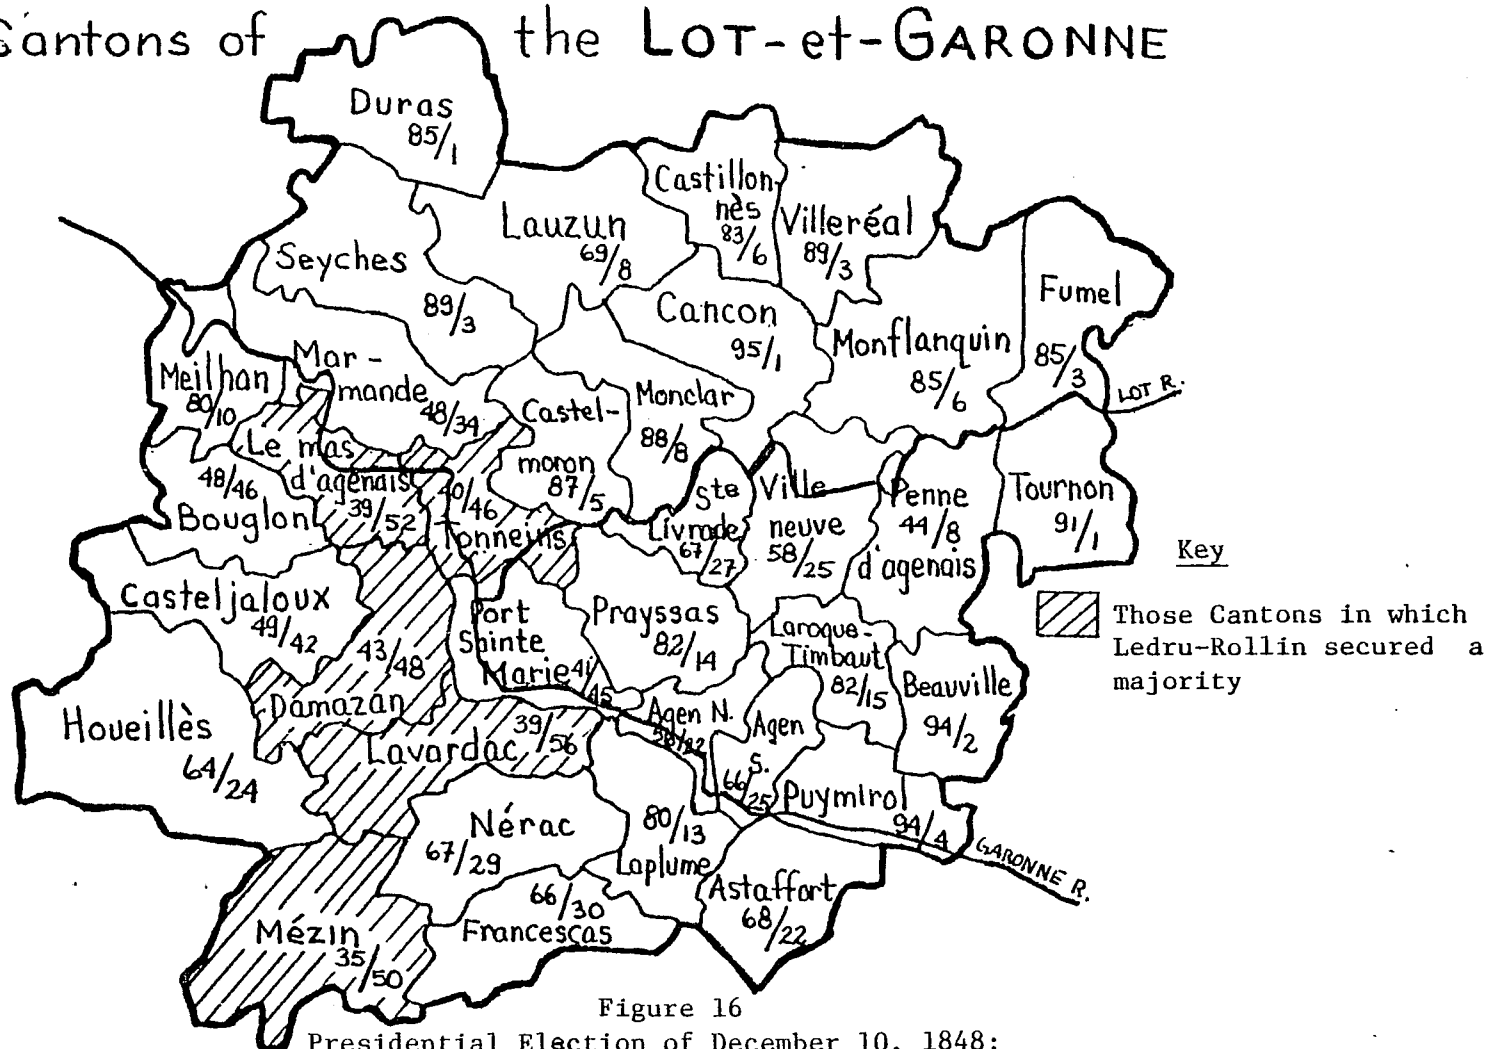 Cantons of the LOT-et-GARONNE
Duras
85/1
Castillon-
nès
83/6
Villeréal
89/3
Lauzun
69/8
Seyches
89/3
Fumel
85/3
Cancon
95/1
Monflanquin
85/6
Mar-
mande
48/34
Meilhan
80/10
Monclar
88/8
Castel-
moron
87/5
LOT R.
Le mas
d'agenais
39/52
48/46
Bouglon
40/46
Tonneins
Ste
Livrade
67/27
Ville
neuve
58/25
Penne
44/8
d'agenais
Tournon
91/1
Key
Those Cantons in which
Ledru-Rollin secured a
majority
Casteljaloux
49/42
43/48
Damazan
Port
Sainte
Marie 41/45
Prayssas
82/14
Laroque-
Timbaut
82/15
Beauville
94/2
Houeillès
64/24
Lavardac
39/56
Agen N.
Agen
S.
66/25
Puymirol
94/4
Nérac
67/29
80/13
Laplume
GARONNE R.
Astaffort
68/22
66/30
Francescas
Mézin
35/50
Figure 16
Presidential Election of December 10, 1848: